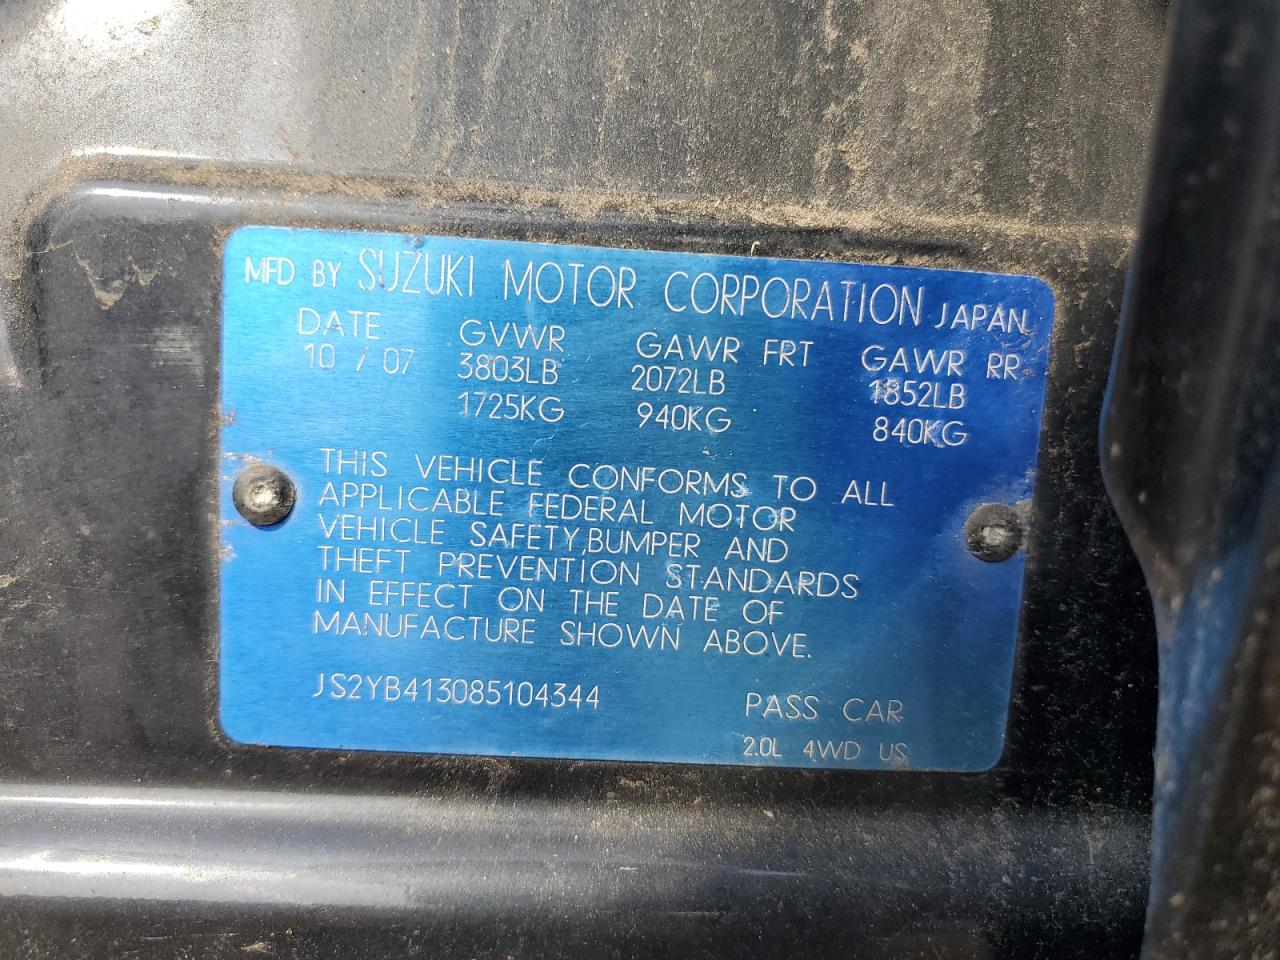 MFD BY SUZUKI MOTOR CORPORATION JAPAN
DATE GVWR GAWR FRT GAWR RR
10 / 07 3803LB 2072LB 1852LB
1725KG 940KG 840KG
THIS VEHICLE CONFORMS TO ALL
APPLICABLE FEDERAL MOTOR
VEHICLE SAFETY,BUMPER AND
THEFT PREVENTION STANDARDS
IN EFFECT ON THE DATE OF
MANUFACTURE SHOWN ABOVE.
JS2YB413085104344 PASS CAR
2.0L 4WD US